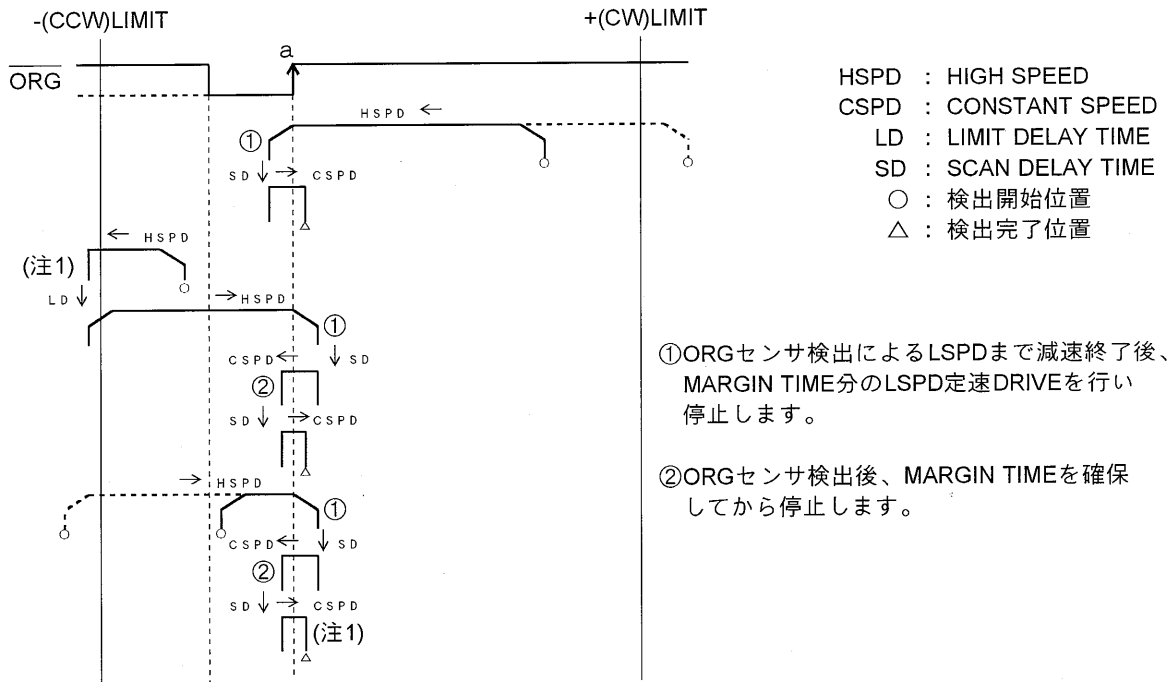 -(CCW)LIMIT
+(CW)LIMIT
a
ORG
HSPD : HIGH SPEED
CSPD : CONSTANT SPEED
LD : LIMIT DELAY TIME
SD : SCAN DELAY TIME
○ : 検出開始位置
△ : 検出完了位置
HSPD ←
①
SD ↓ → CSPD
← HSPD
(注1)
LD ↓
→ HSPD
①
CSPD ← ↓ SD
②
SD ↓ → CSPD
①ORGセンサ検出によるLSPDまで減速終了後、
MARGIN TIME分のLSPD定速DRIVEを行い
停止します。
②ORGセンサ検出後、MARGIN TIMEを確保
してから停止します。
→ HSPD
①
CSPD ← ↓ SD
②
SD ↓ → CSPD
(注1)